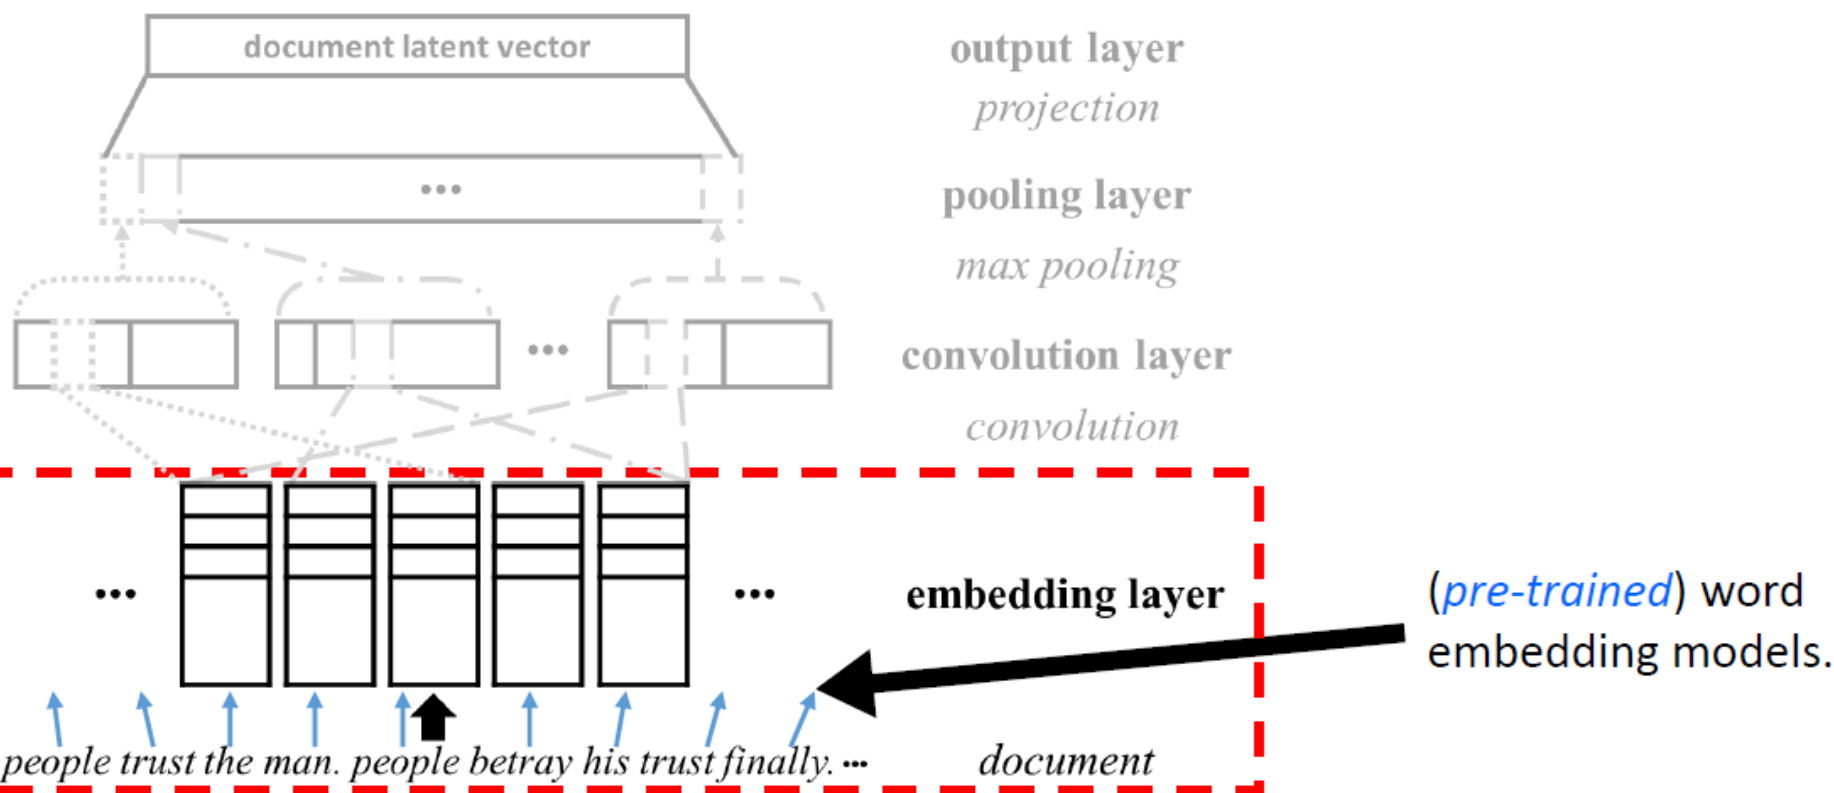 document latent vector
output layer
projection
...
pooling layer
max pooling
...
convolution layer
convolution
...
...
embedding layer
(pre-trained) word
embedding models.
people trust the man. people betray his trust finally. ...
document